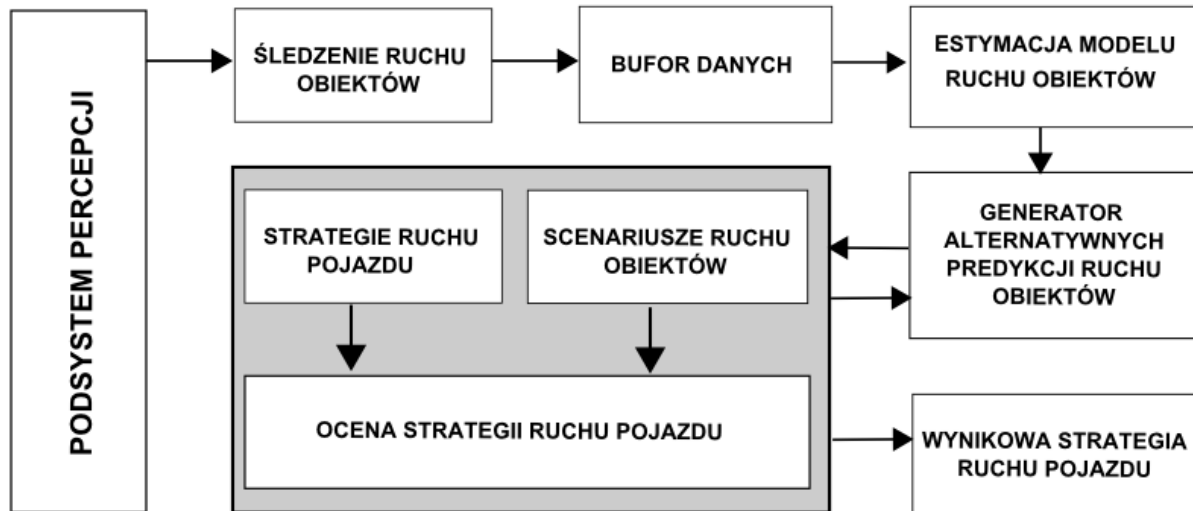 PODSYSTEM PERCEPCJI
ŚLEDZENIE RUCHU
OBIEKTÓW
BUFOR DANYCH
ESTYMACJA MODELU
RUCHU OBIEKTÓW
STRATEGIE RUCHU
POJAZDU
SCENARIUSZE RUCHU
OBIEKTÓW
GENERATOR
ALTERNATYWNYCH
PREDYKCJI RUCHU
OBIEKTÓW
OCENA STRATEGII RUCHU POJAZDU
WYNIKOWA STRATEGIA
RUCHU POJAZDU